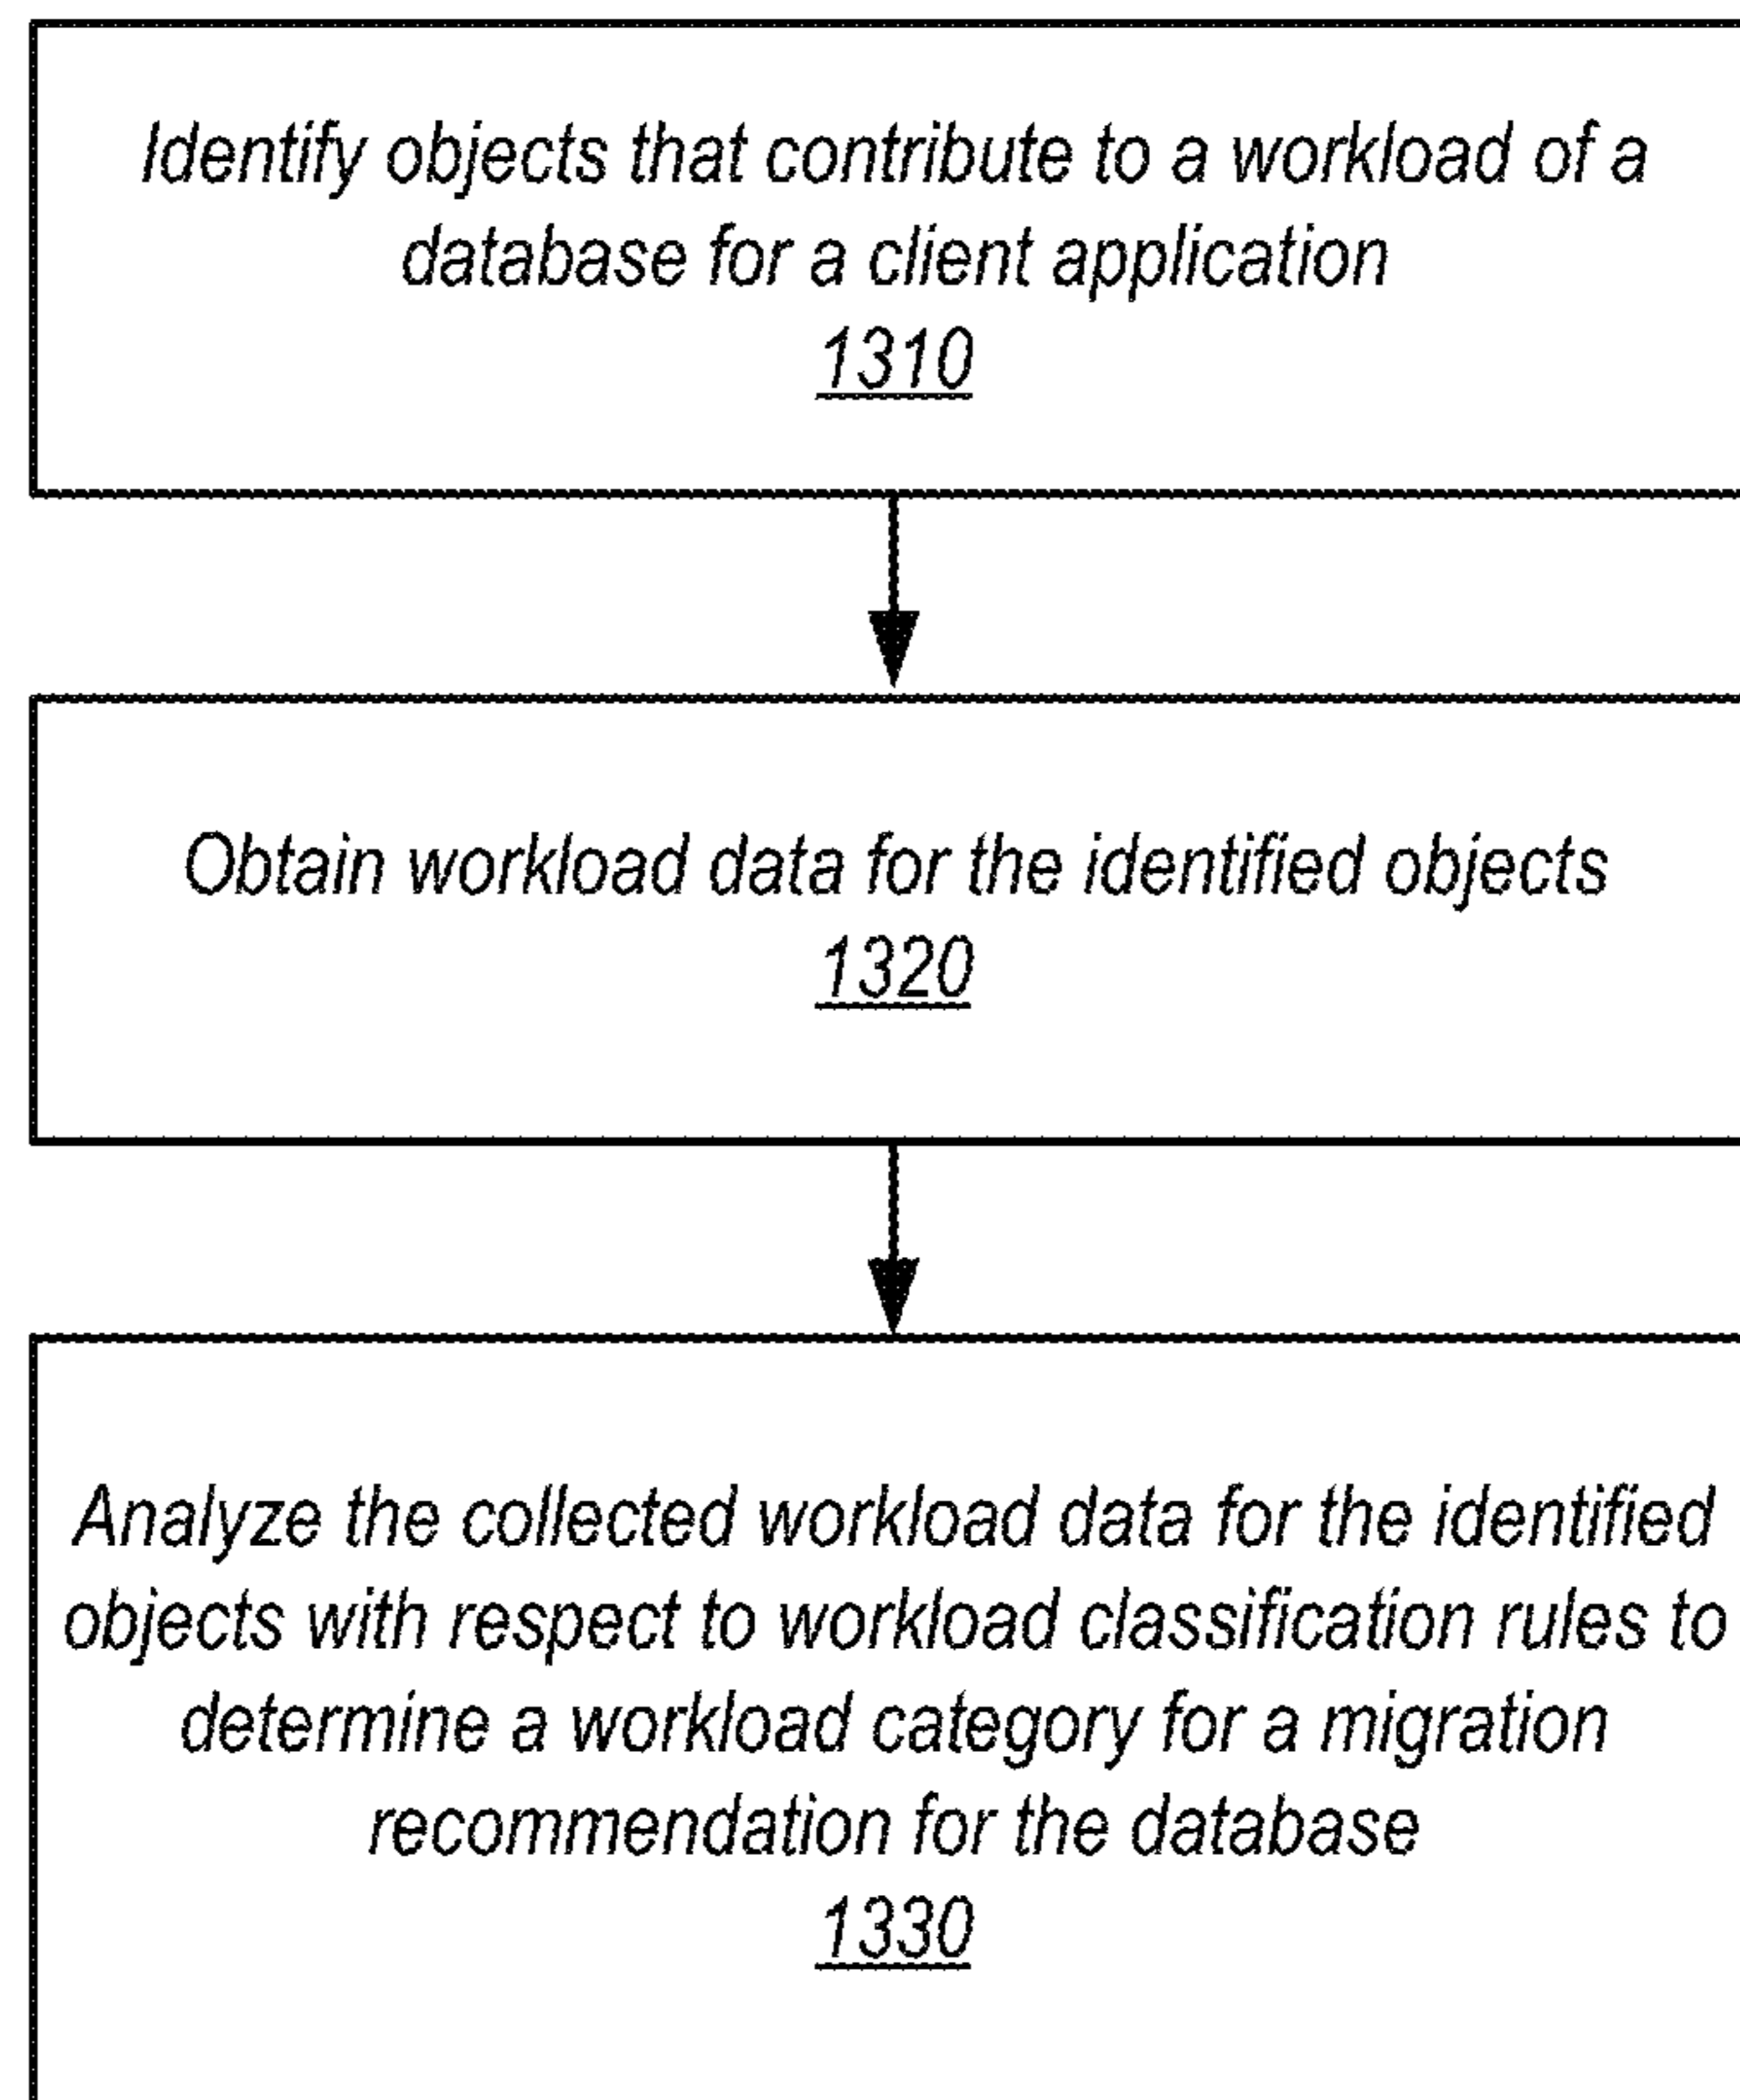 Identify objects that contribute to a workload of a
database for a client application
1310
Obtain workload data for the identified objects
1320
Analyze the collected workload data for the identified
objects with respect to workload classification rules to
determine a workload category for a migration
recommendation for the database
1330